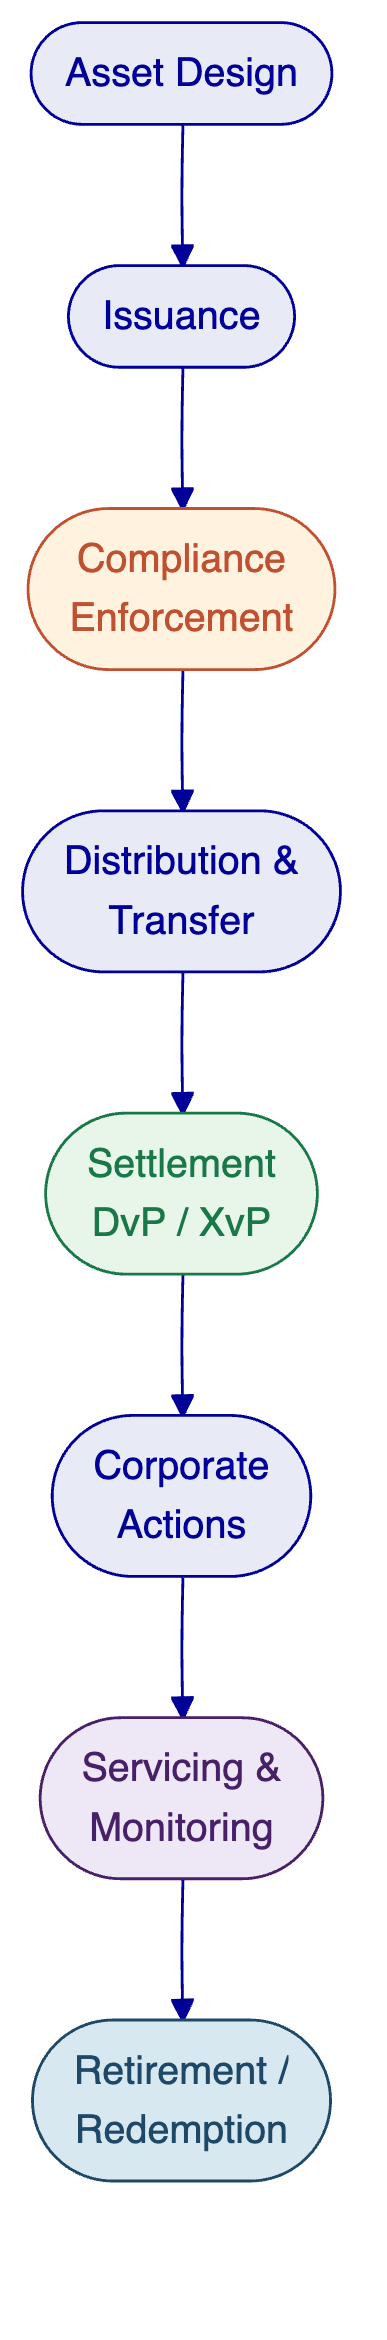 Asset Design
Issuance
Compliance
Enforcement
Distribution &
Transfer
Settlement
DvP / XvP
Corporate
Actions
Servicing &
Monitoring
Retirement /
Redemption